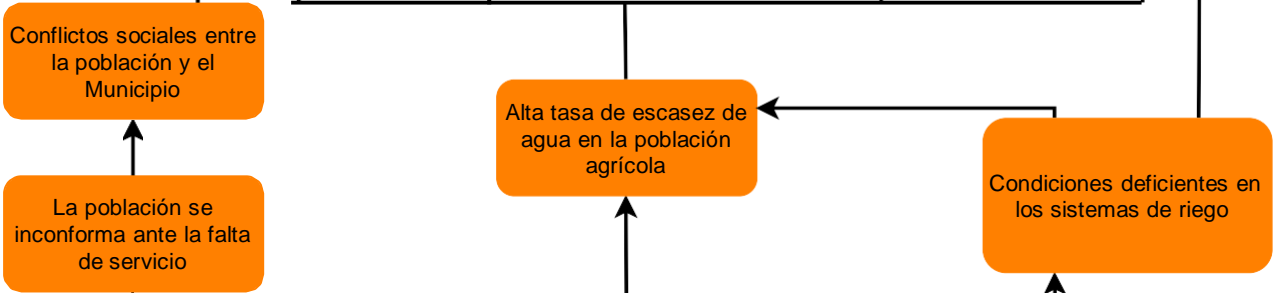 Conflictos sociales entre
la población y el
Municipio
Alta tasa de escasez de
agua en la población
agrícola
Condiciones deficientes en
los sistemas de riego
La población se
inconforma ante la falta
de servicio